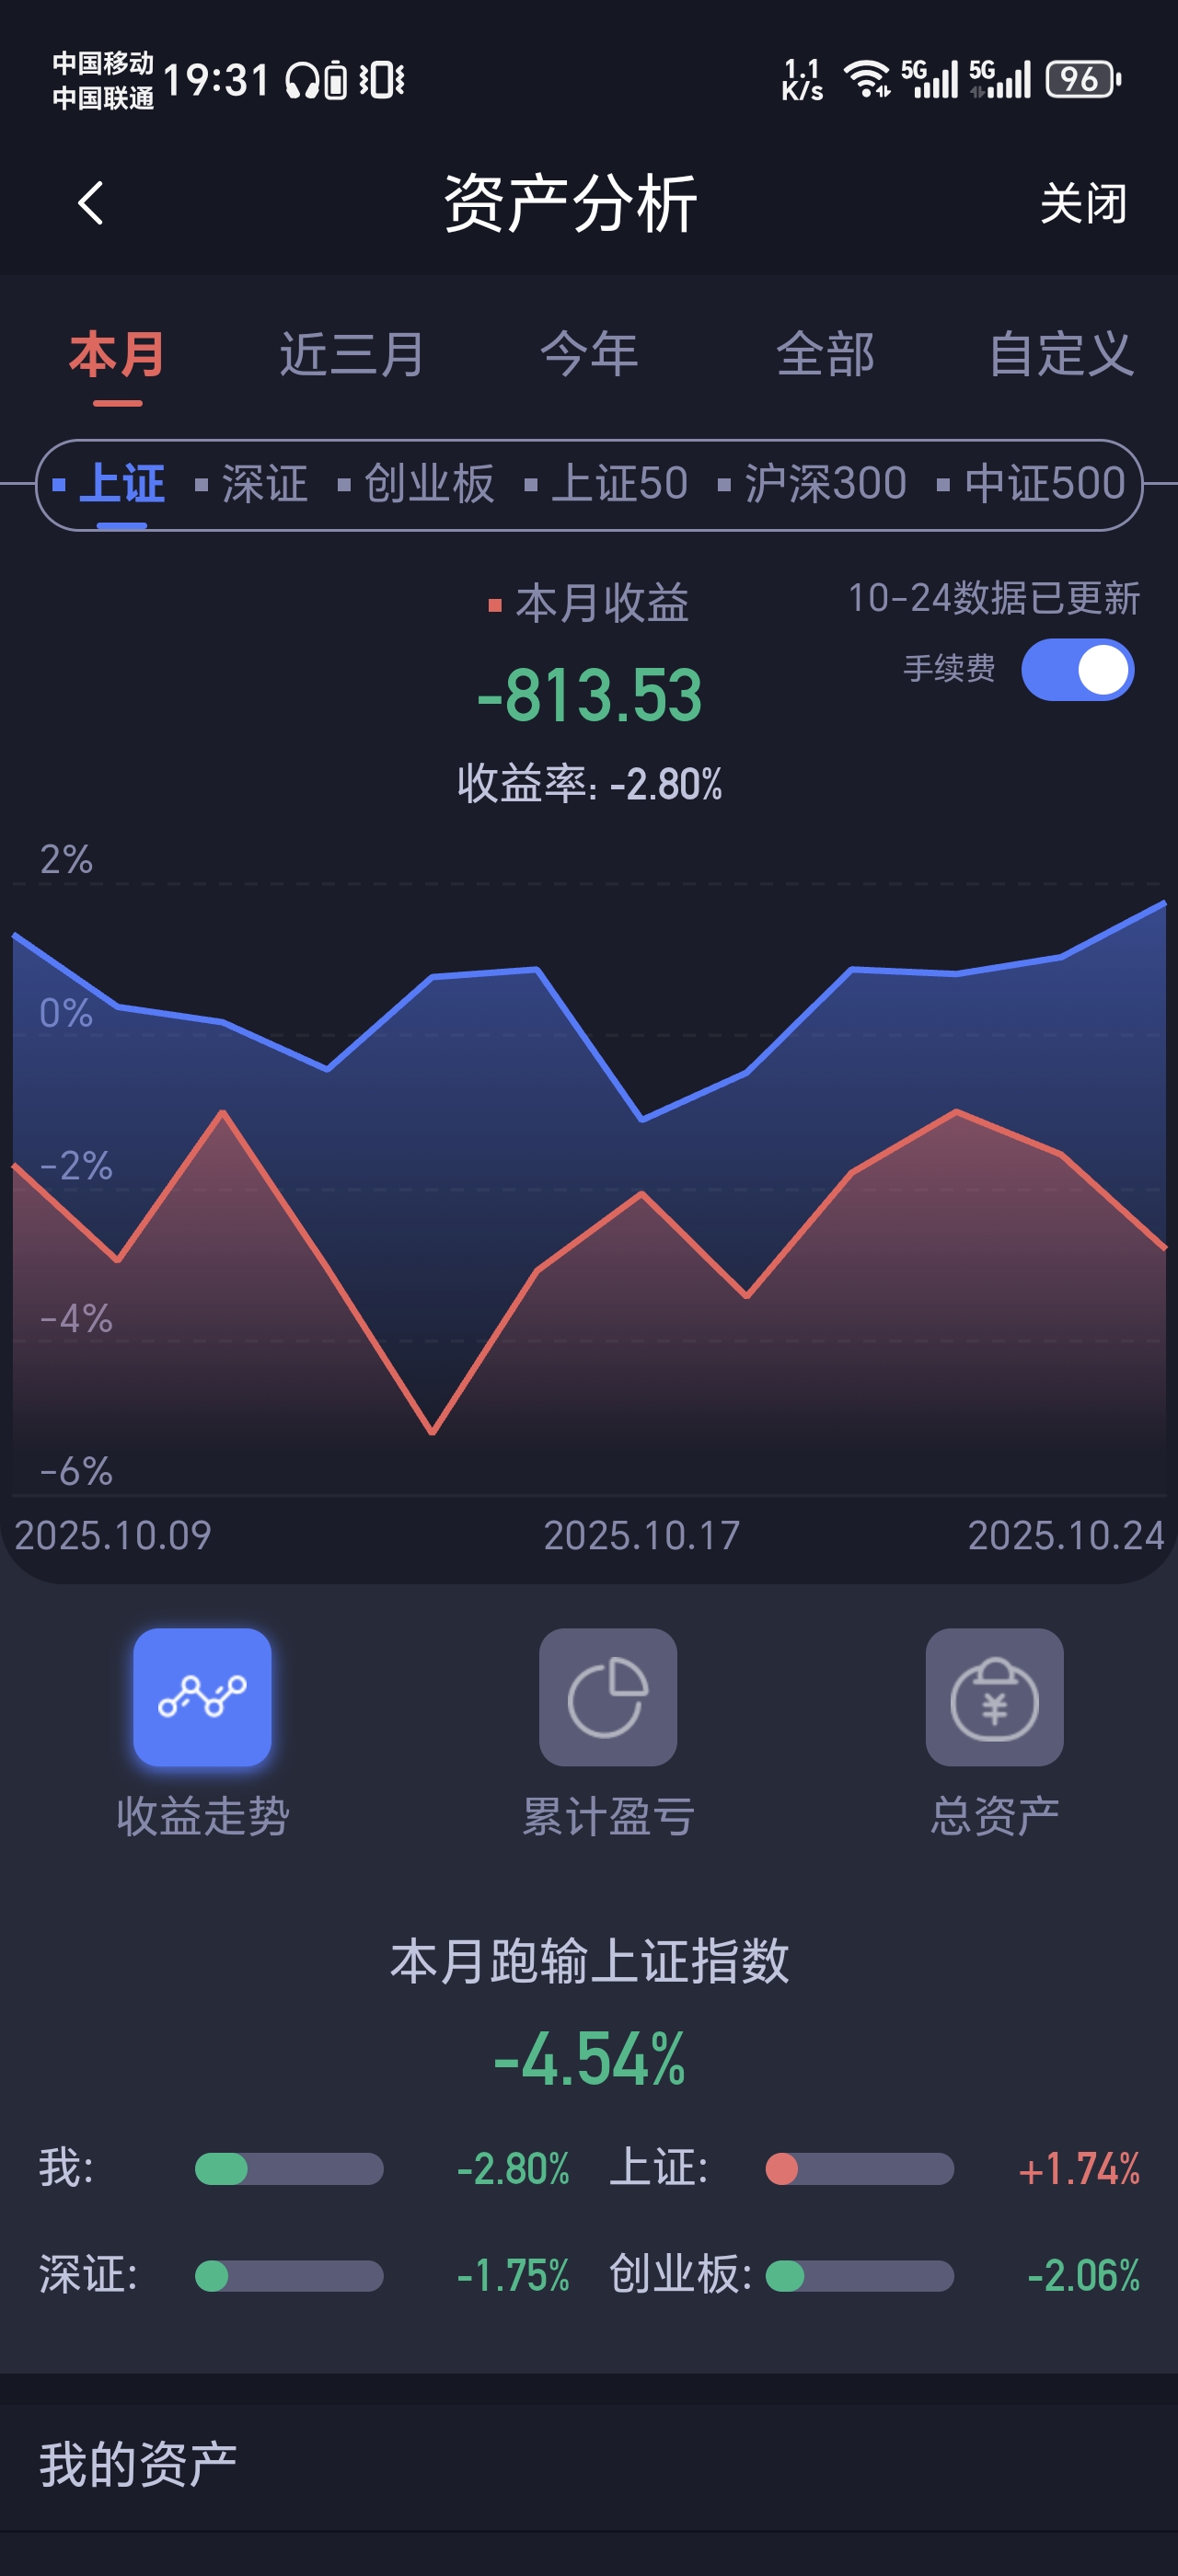 中国移动
中国联通
19:31
1.1
K/s
5G
5G
96
资产分析
关闭
本月
近三月
今年
全部
自定义
上证
深证
创业板
上证50
沪深300
中证500
本月收益
10-24数据已更新
-813.53
手续费
收益率: -2.80%
2%
0%
-2%
-4%
-6%
2025.10.09
2025.10.17
2025.10.24
¥
收益走势
累计盈亏
总资产
本月跑输上证指数
-4.54%
我:
-2.80%
上证:
+1.74%
深证:
-1.75%
创业板:
-2.06%
我的资产